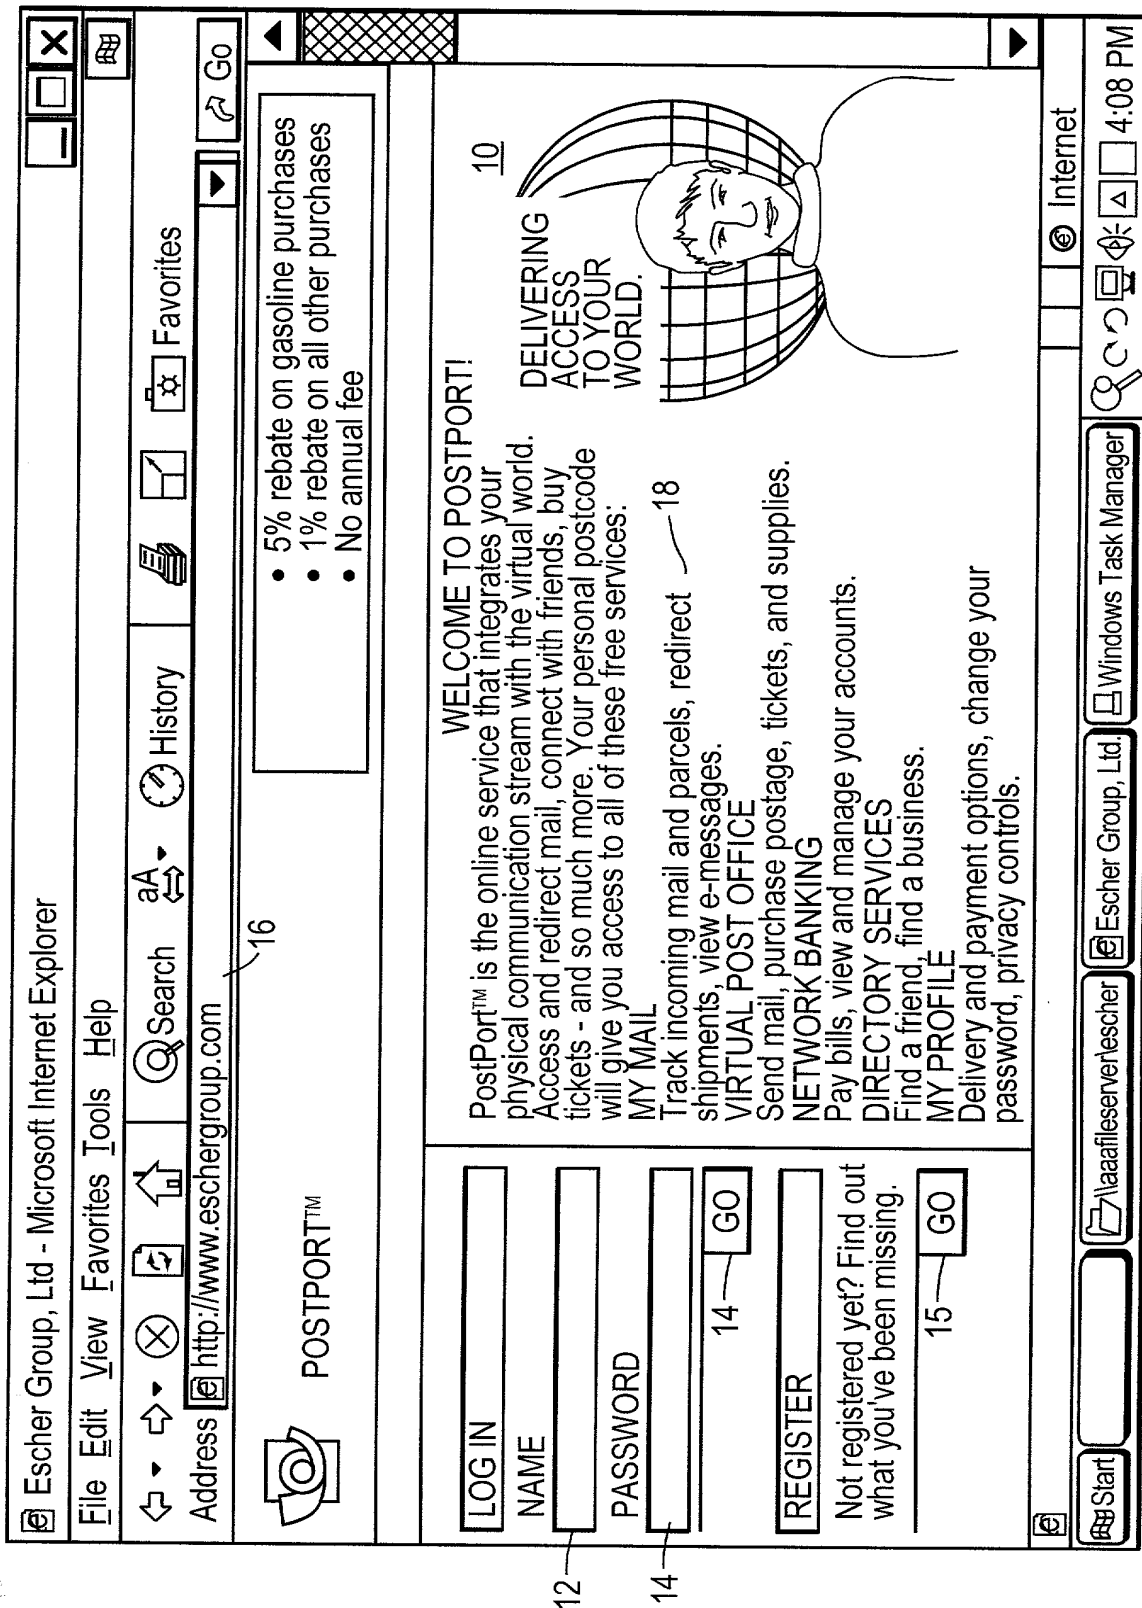 Escher Group, Ltd - Microsoft Internet Explorer
File Edit View Favorites Tools Help
Search aA History Favorites
Address http://www.eschergroup.com Go
16
POSTPORT™
• 5% rebate on gasoline purchases
• 1% rebate on all other purchases
• No annual fee
LOG IN
NAME
12
PASSWORD
14
14 GO
REGISTER
Not registered yet? Find out
what you've been missing.
15 GO
WELCOME TO POSTPORT!
PostPort™ is the online service that integrates your
physical communication stream with the virtual world.
Access and redirect mail, connect with friends, buy
tickets - and so much more. Your personal postcode
will give you access to all of these free services:
MY MAIL
Track incoming mail and parcels, redirect 18
shipments, view e-messages.
VIRTUAL POST OFFICE
Send mail, purchase postage, tickets, and supplies.
NETWORK BANKING
Pay bills, view and manage your accounts.
DIRECTORY SERVICES
Find a friend, find a business.
MY PROFILE
Delivery and payment options, change your
password, privacy controls.
10
DELIVERING
ACCESS
TO YOUR
WORLD.
Internet
Start \\aaafileserver\escher Escher Group, Ltd. Windows Task Manager 4:08 PM